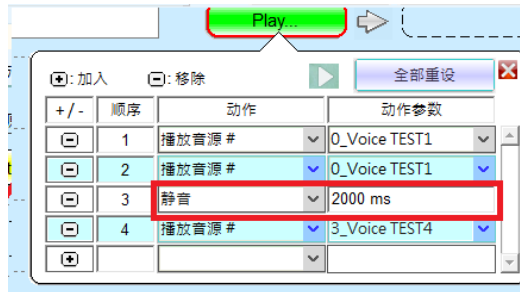 Play...
[+]: 加入 [-]: 移除 全部重设
+/- 顺序 动作 动作参数
1 播放音源 # 0_Voice TEST1
2 播放音源 # 0_Voice TEST1
3 静音 2000 ms
4 播放音源 # 3_Voice TEST4